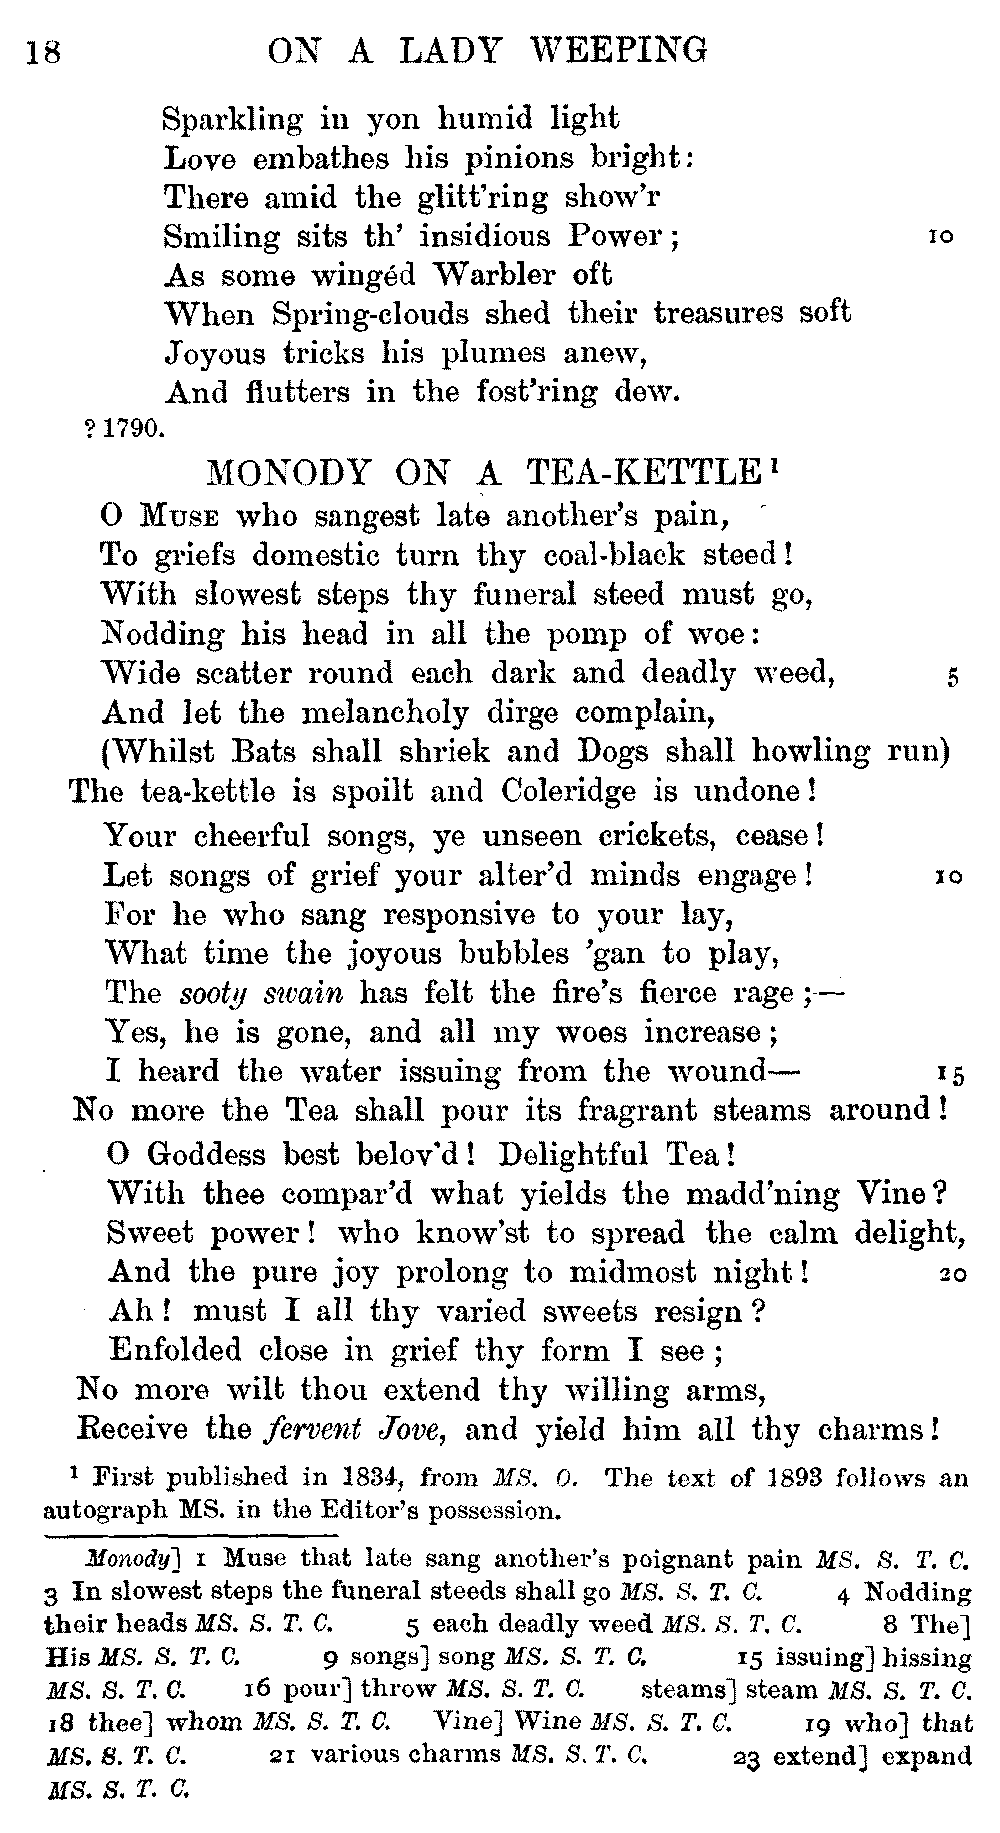 18 ON A LADY WEEPING
Sparkling in yon humid light
Love embathes his pinions bright:
There amid the glitt'ring show'r
Smiling sits th' insidious Power; 10
As some wingéd Warbler oft
When Spring-clouds shed their treasures soft
Joyous tricks his plumes anew,
And flutters in the fost'ring dew.
? 1790.
MONODY ON A TEA-KETTLE¹
O MUSE who sangest late another's pain,
To griefs domestic turn thy coal-black steed!
With slowest steps thy funeral steed must go,
Nodding his head in all the pomp of woe:
Wide scatter round each dark and deadly weed, 5
And let the melancholy dirge complain,
(Whilst Bats shall shriek and Dogs shall howling run)
The tea-kettle is spoilt and Coleridge is undone!
Your cheerful songs, ye unseen crickets, cease!
Let songs of grief your alter'd minds engage! 10
For he who sang responsive to your lay,
What time the joyous bubbles 'gan to play,
The sooty swain has felt the fire's fierce rage;—
Yes, he is gone, and all my woes increase;
I heard the water issuing from the wound— 15
No more the Tea shall pour its fragrant steams around!
O Goddess best belov'd! Delightful Tea!
With thee compar'd what yields the madd'ning Vine?
Sweet power! who know'st to spread the calm delight,
And the pure joy prolong to midmost night! 20
Ah! must I all thy varied sweets resign?
Enfolded close in grief thy form I see;
No more wilt thou extend thy willing arms,
Receive the fervent Jove, and yield him all thy charms!
¹ First published in 1834, from MS. O. The text of 1893 follows an
autograph MS. in the Editor's possession.
Monody] 1 Muse that late sang another's poignant pain MS. S. T. C.
3 In slowest steps the funeral steeds shall go MS. S. T. C. 4 Nodding
their heads MS. S. T. C. 5 each deadly weed MS. S. T. C. 8 The]
His MS. S. T. C. 9 songs] song MS. S. T. C. 15 issuing] hissing
MS. S. T. C. 16 pour] throw MS. S. T. C. steams] steam MS. S. T. C.
18 thee] whom MS. S. T. C. Vine] Wine MS. S. T. C. 19 who] that
MS. S. T. C. 21 various charms MS. S. T. C. 23 extend] expand
MS. S. T. C.